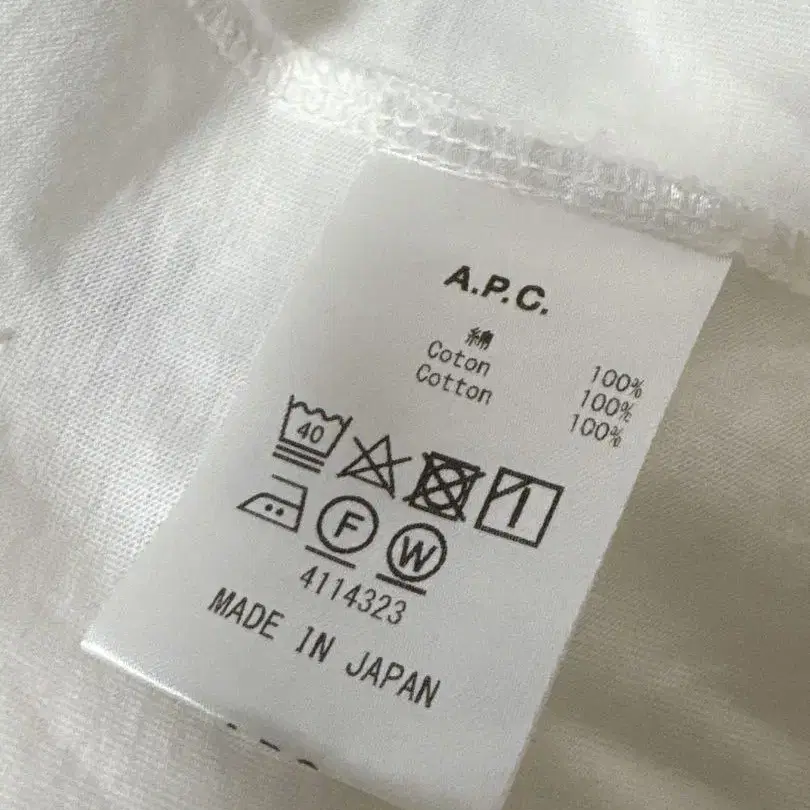 A.P.C.
綿 100%
Coton 100%
Cotton 100%
40
F W
4114323
MADE IN JAPAN